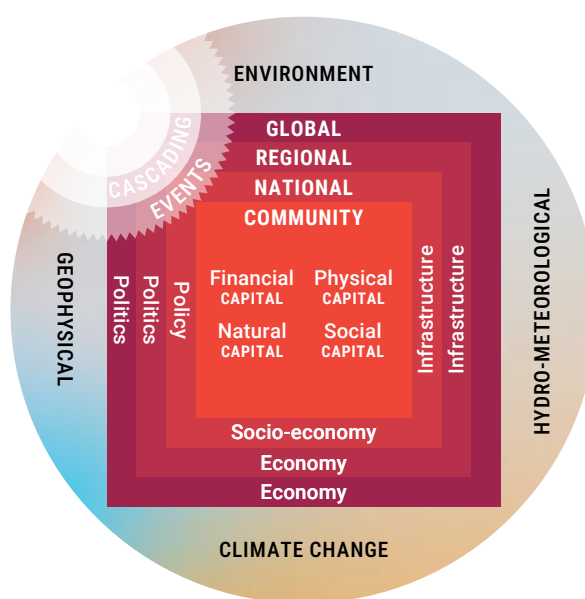 ENVIRONMENT
GLOBAL
REGIONAL
NATIONAL
COMMUNITY
CASCADING
EVENTS
GEOPHYSICAL
Politics
Politics
Policy
Financial
CAPITAL
Physical
CAPITAL
Natural
CAPITAL
Social
CAPITAL
Infrastructure
Infrastructure
HYDRO-METEOROLOGICAL
Socio-economy
Economy
Economy
CLIMATE CHANGE